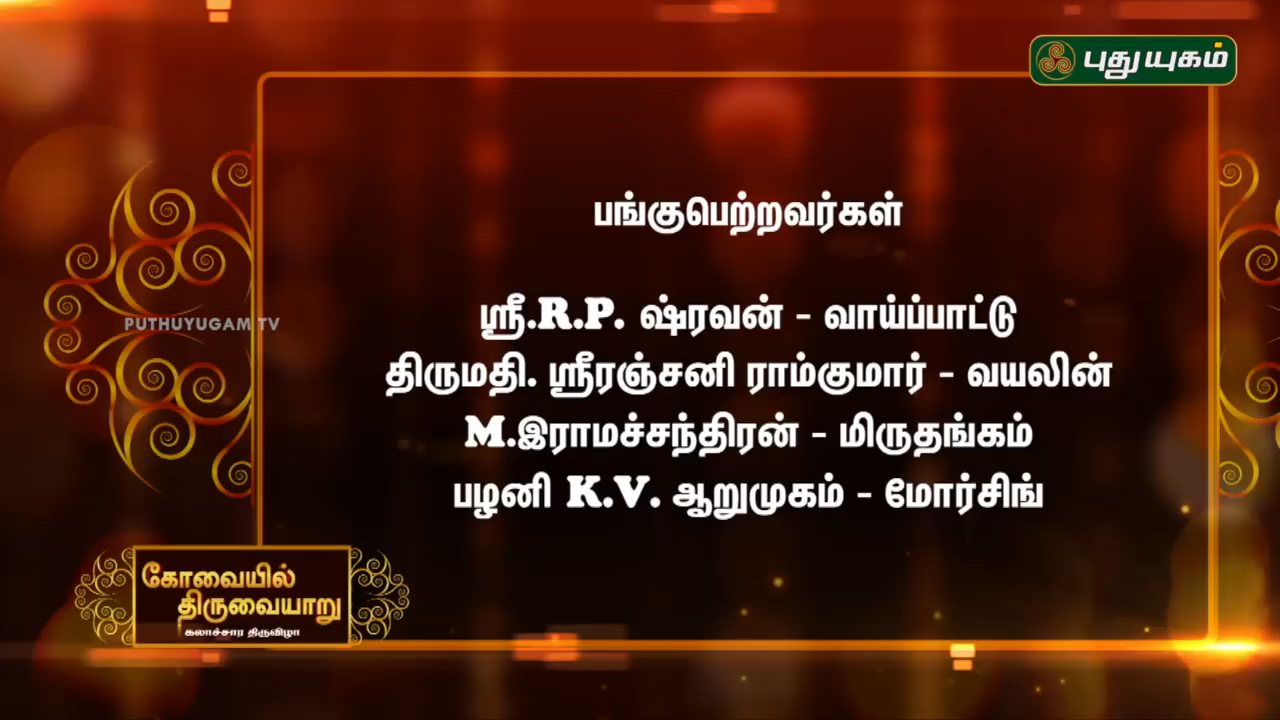 புதுயுகம்
பங்குபெற்றவர்கள்
ஸ்ரீ.R.P. ஷ்ரவன் - வாய்ப்பாட்டு
PUTHUYUGAM TV
திருமதி. ஸ்ரீரஞ்சனி ராம்குமார் - வயலின்
M.இராமச்சந்திரன் - மிருதங்கம்
பழனி K.V. ஆறுமுகம் - மோர்சிங்
கோவையில்
திருவையாறு
கலாச்சார திருவிழா